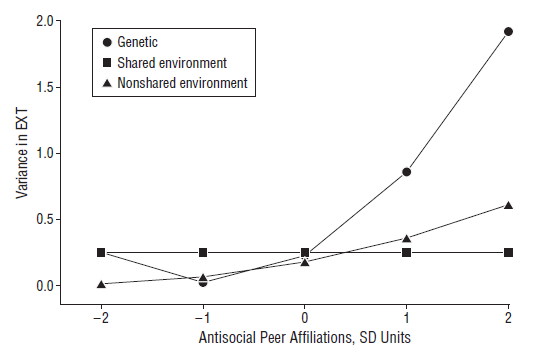 2.0
1.5
1.0
0.5
0.0
Variance in EXT
Genetic
Shared environment
Nonshared environment
−2
−1
0
1
2
Antisocial Peer Affiliations, SD Units